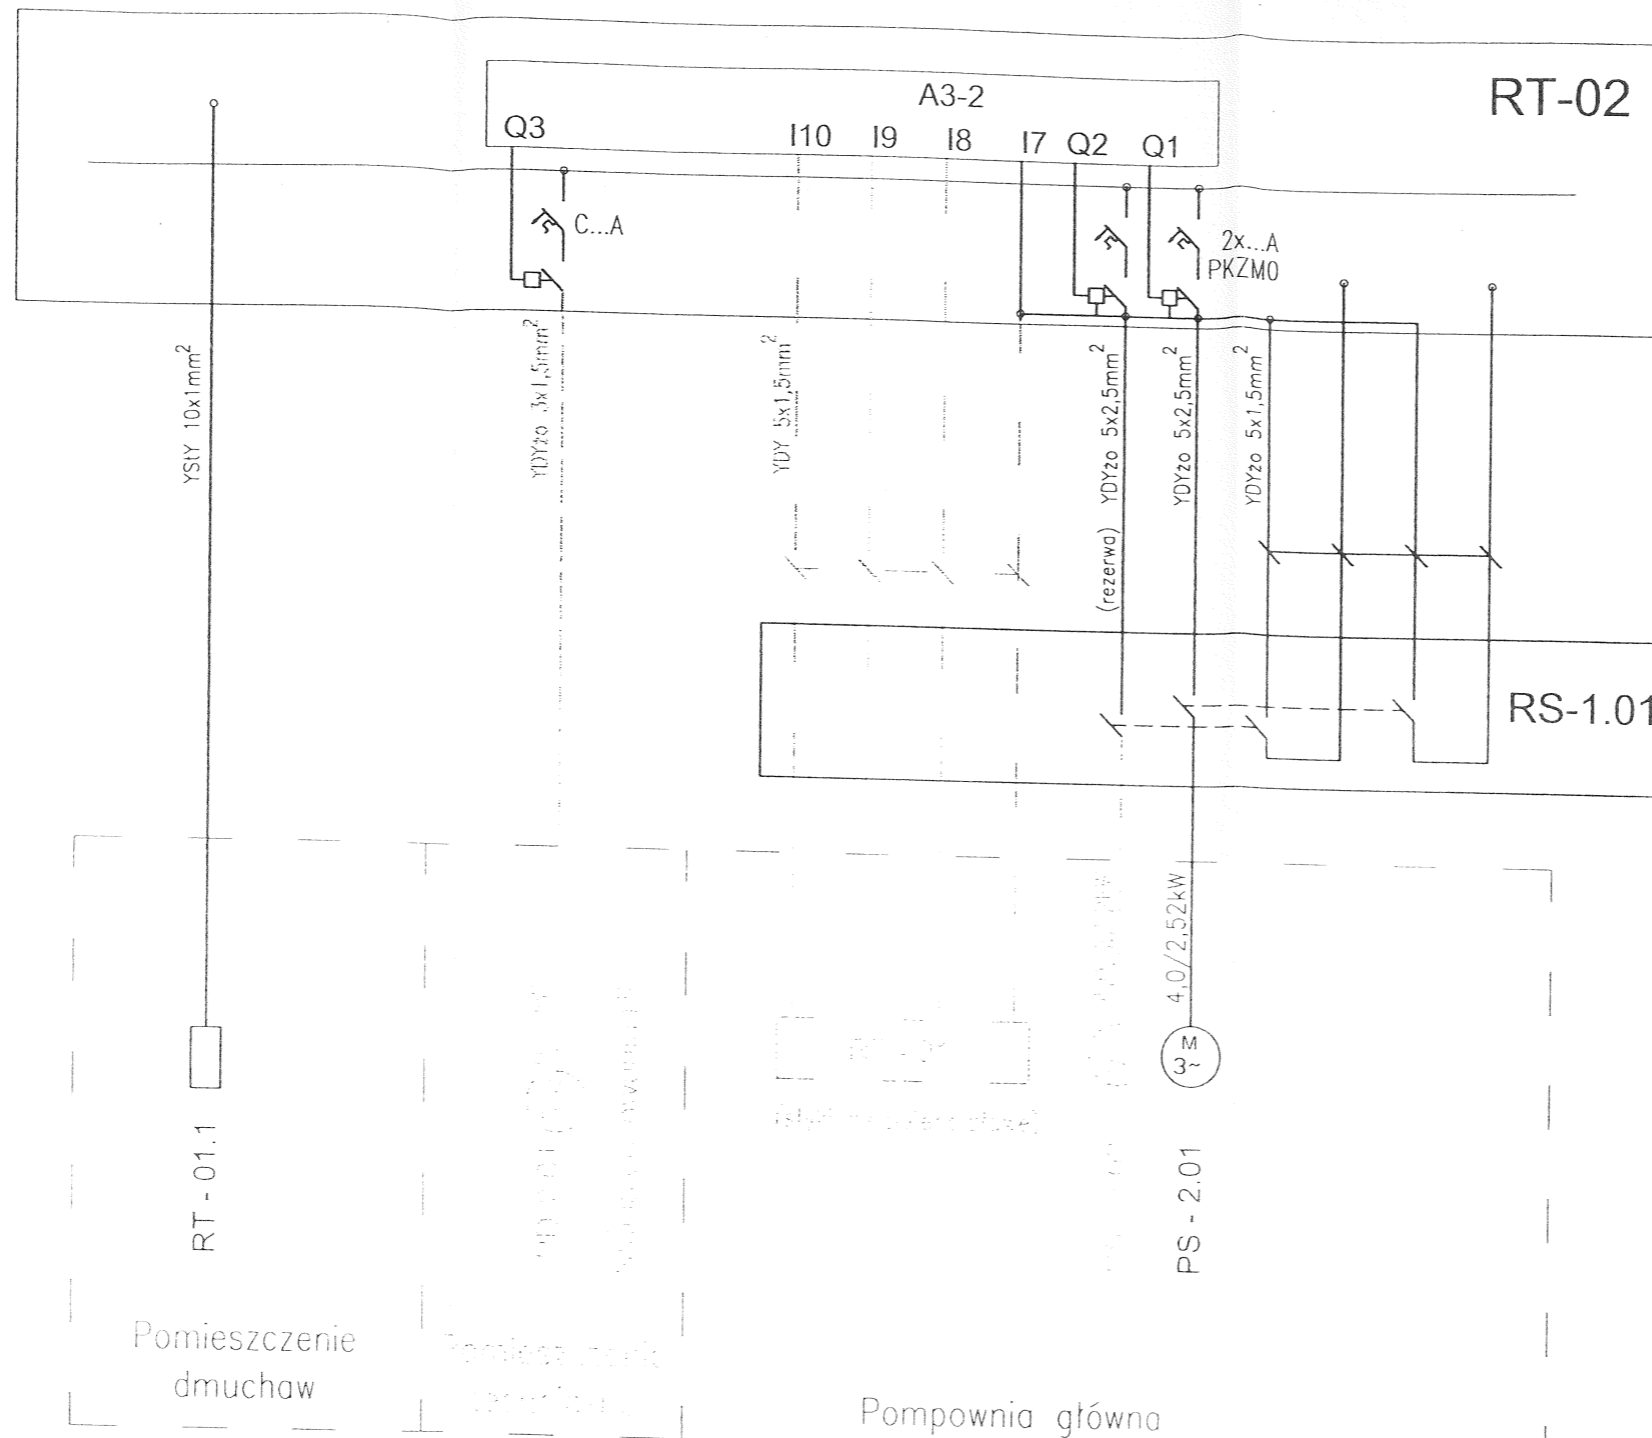 RT-02
A3-2
Q3
I10
I9
I8
I7
Q2
Q1
C...A
2x...A
PKZM0
YStY 10x1mm²
YDYżo 3x1,5mm²
YDY 5x1,5mm²
(rezerwa) YDYżo 5x2,5mm²
YDYżo 5x2,5mm²
YDYżo 5x1,5mm²
RS-1.01
4,0/2,52kW
M
3~
RT - 01.1
PS - 2.01
Pomieszczenie
dmuchaw
Pompownia główna